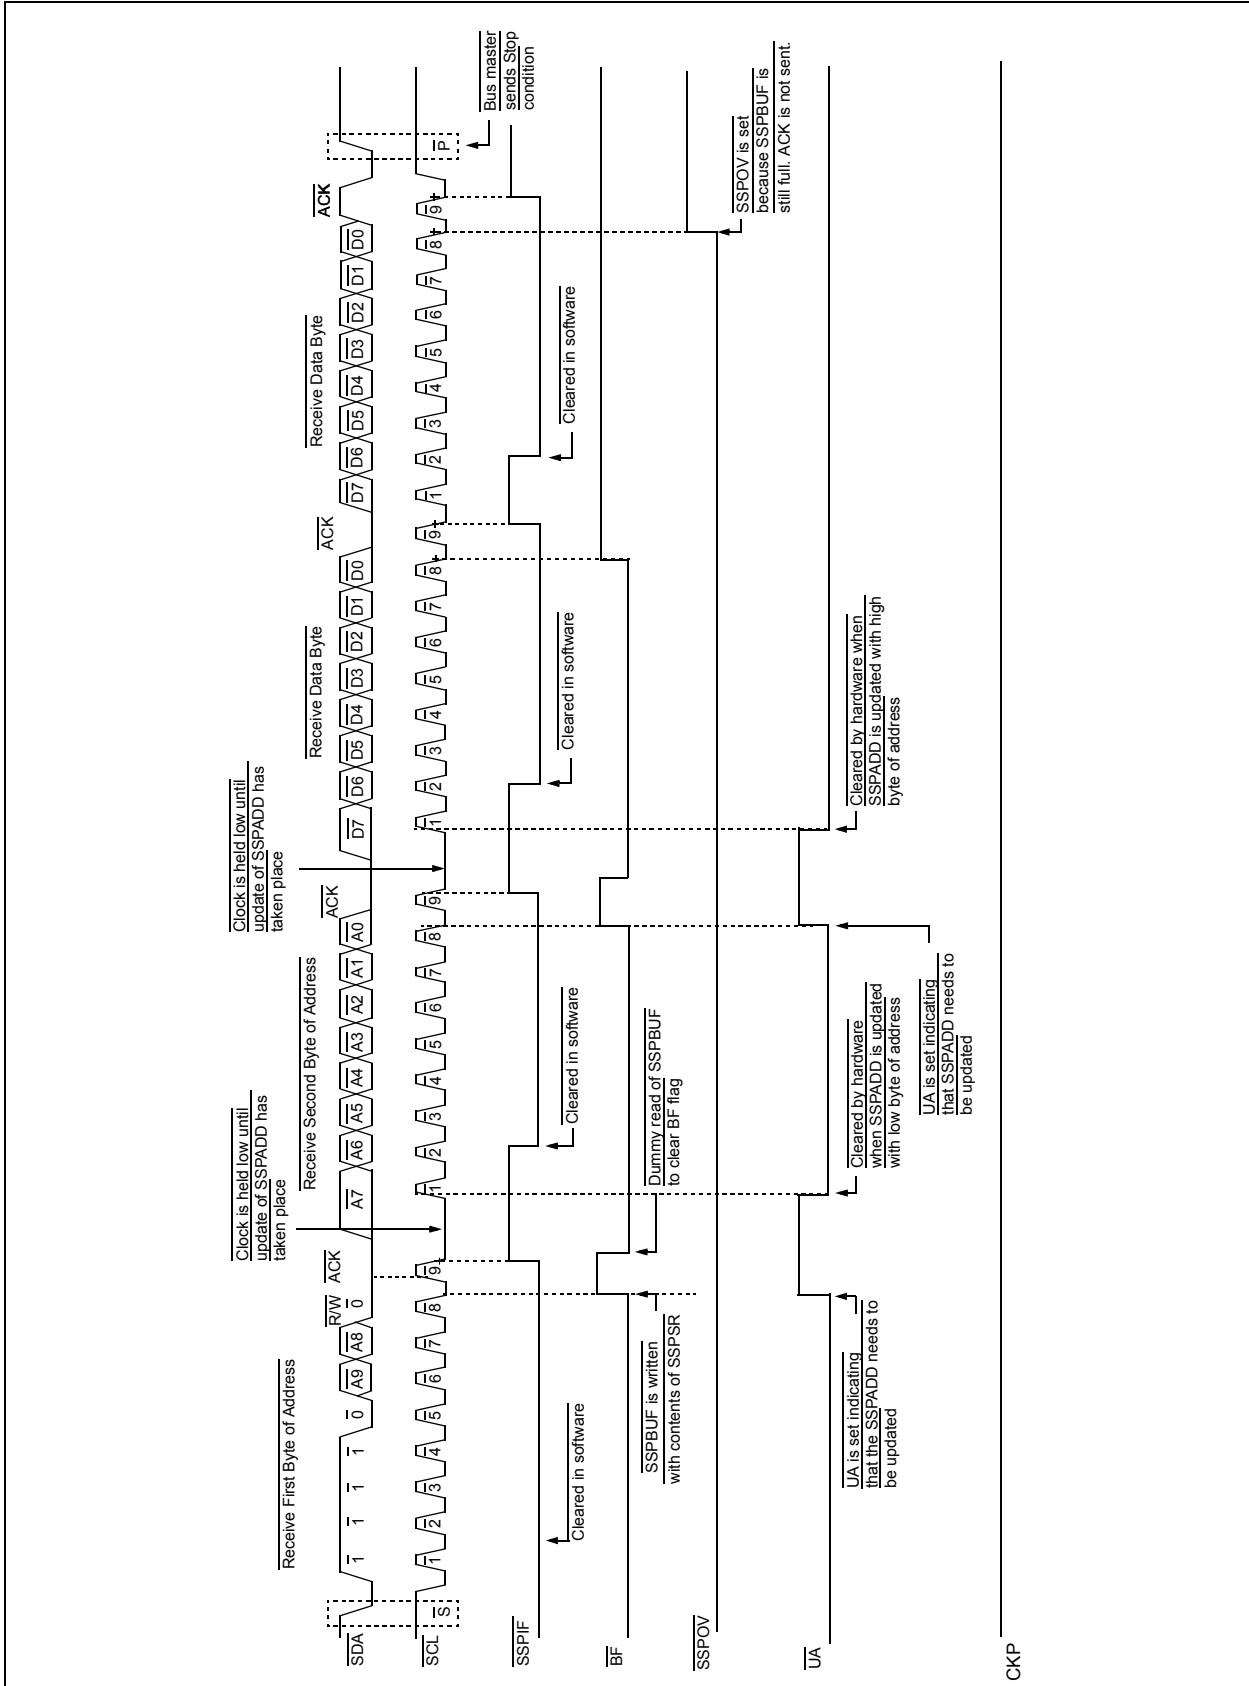 Receive First Byte of Address
Receive Second Byte of Address
Receive Data Byte
Receive Data Byte
Clock is held low until
update of SSPADD has
taken place
Clock is held low until
update of SSPADD has
taken place
R/W
ACK
ACK
ACK
ACK
SDA
1
1
1
1
0
A9
A8
0
A7
A6
A5
A4
A3
A2
A1
A0
D7
D6
D5
D4
D3
D2
D1
D0
D7
D6
D5
D4
D3
D2
D1
D0
SCL
S
1
2
3
4
5
6
7
8
9
1
2
3
4
5
6
7
8
9
1
2
3
4
5
6
7
8
9
1
2
3
4
5
6
7
8
9
P
Bus master
sends Stop
condition
SSPIF
Cleared in software
Cleared in software
Cleared in software
Cleared in software
BF
SSPBUF is written
with contents of SSPSR
Dummy read of SSPBUF
to clear BF flag
SSPOV
SSPOV is set
because SSPBUF is
still full. ACK is not sent.
UA
UA is set indicating
that the SSPADD needs to
be updated
Cleared by hardware
when SSPADD is updated
with low byte of address
UA is set indicating
that SSPADD needs to
be updated
Cleared by hardware when
SSPADD is updated with high
byte of address
CKP